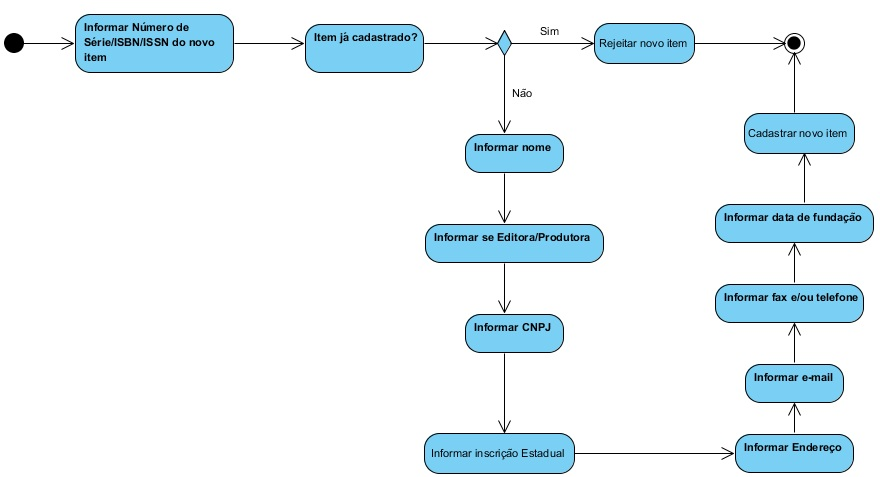 Informar Número de
Série/ISBN/ISSN do novo
item
Item já cadastrado?
Sim
Rejeitar novo item
Não
Informar nome
Informar se Editora/Produtora
Informar CNPJ
Informar inscrição Estadual
Informar Endereço
Informar e-mail
Informar fax e/ou telefone
Informar data de fundação
Cadastrar novo item